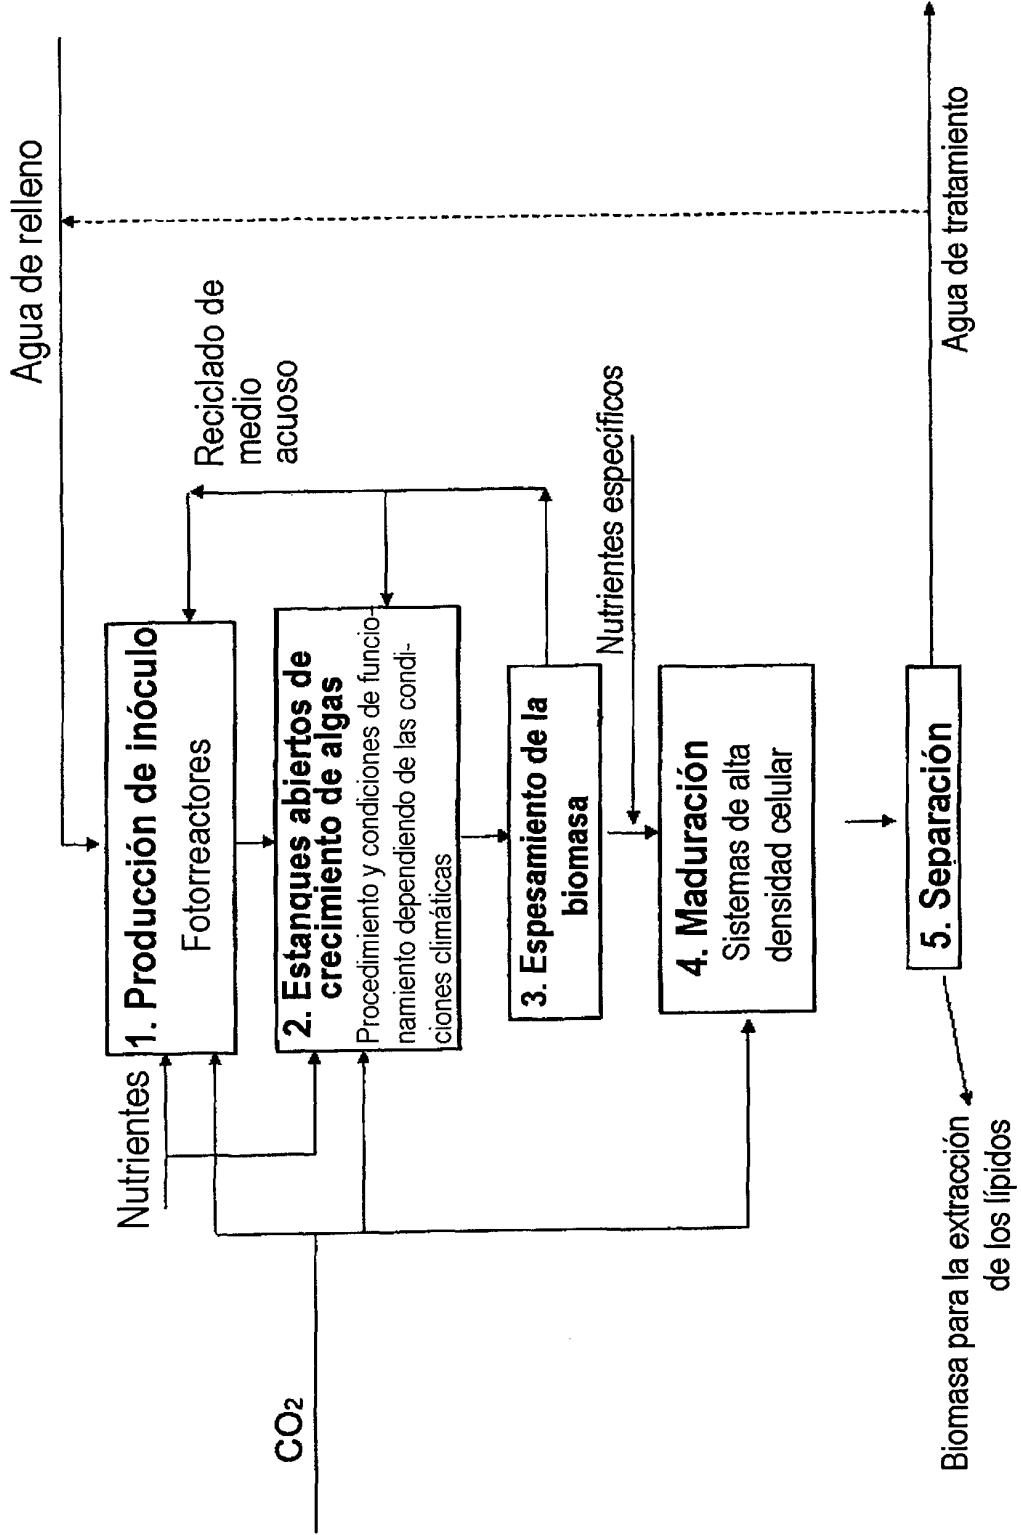 Agua de relleno
Nutrientes
1. Producción de inóculo
Fotorreactores
Reciclado de
medio
acuoso
CO2
2. Estanques abiertos de
crecimiento de algas
Procedimiento y condiciones de funcio-
namiento dependiendo de las condi-
ciones climáticas
3. Espesamiento de la
biomasa
Nutrientes específicos
4. Maduración
Sistemas de alta
densidad celular
5. Separación
Biomasa para la extracción
de los lípidos
Agua de tratamiento